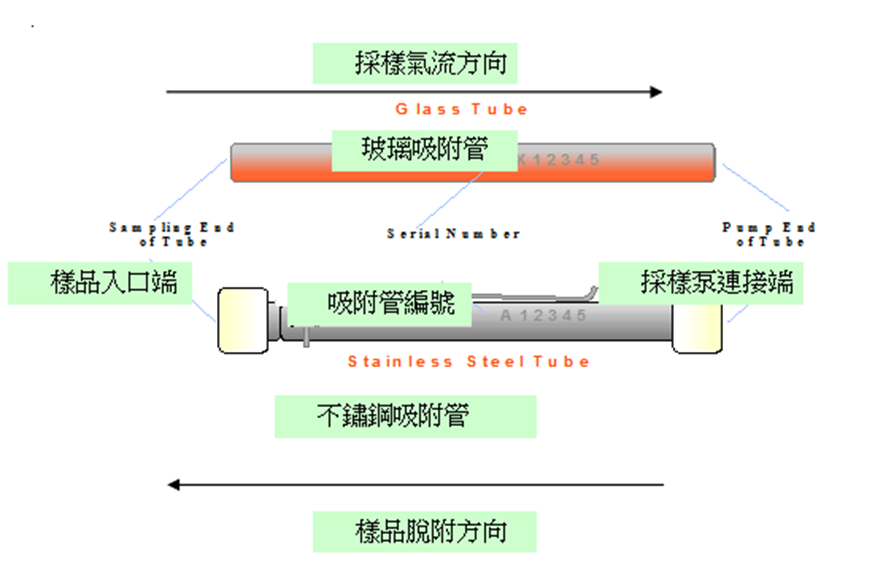 採樣氣流方向
Glass Tube
玻璃吸附管
X12345
Sampling End
of Tube
Serial Number
Pump End
of Tube
樣品入口端
吸附管編號
採樣泵連接端
A12345
Stainless Steel Tube
不鏽鋼吸附管
樣品脫附方向